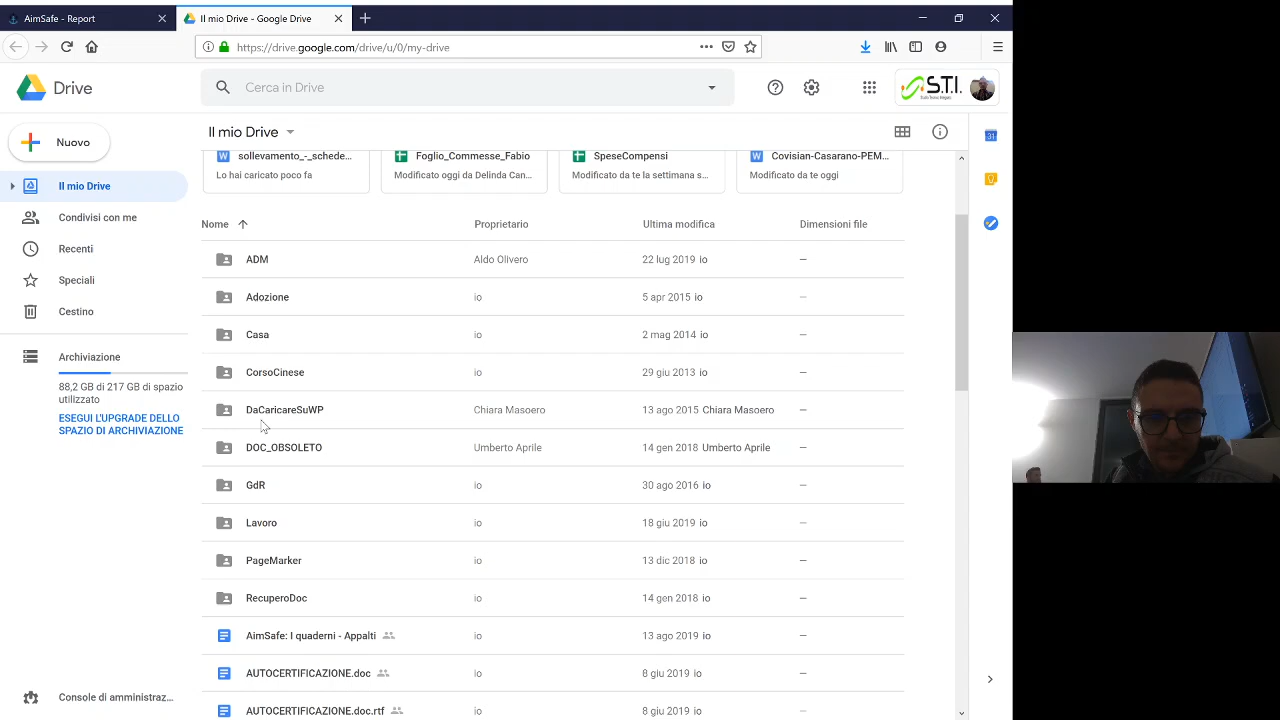 AimSafe - Report
Il mio Drive - Google Drive
https://drive.google.com/drive/u/0/my-drive
Drive
Cerca in Drive
S.T.I.
Nuovo
Il mio Drive
Condivisi con me
Recenti
Speciali
Cestino
Archiviazione
88,2 GB di 217 GB di spazio
utilizzato
ESEGUI L'UPGRADE DELLO
SPAZIO DI ARCHIVIAZIONE
Console di amministraz...
Il mio Drive
sollevamento_-_schede...
Lo hai caricato poco fa
Foglio_Commesse_Fabio
Modificato oggi da Delinda Can...
SpeseCompensi
Modificato da te la settimana s...
Covisian-Casarano-PEM...
Modificato da te oggi
Nome Proprietario Ultima modifica Dimensioni file
ADM Aldo Olivero 22 lug 2019 io —
Adozione io 5 apr 2015 io —
Casa io 2 mag 2014 io —
CorsoCinese io 29 giu 2013 io —
DaCaricareSuWP Chiara Masoero 13 ago 2015 Chiara Masoero —
DOC_OBSOLETO Umberto Aprile 14 gen 2018 Umberto Aprile —
GdR io 30 ago 2016 io —
Lavoro io 18 giu 2019 io —
PageMarker io 13 dic 2018 io —
RecuperoDoc io 14 gen 2018 io —
AimSafe: I quaderni - Appalti io 13 ago 2019 io —
AUTOCERTIFICAZIONE.doc io 8 giu 2019 io —
AUTOCERTIFICAZIONE.doc.rtf io 8 giu 2019 io —
31